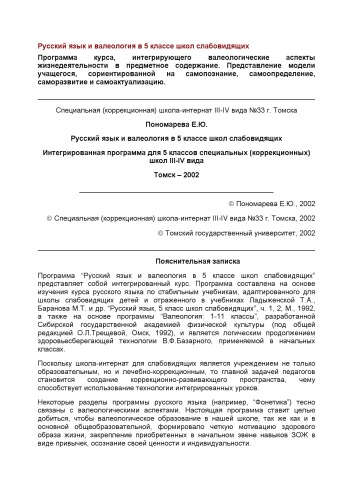 Русский язык и валеология в 5 классе школ слабовидящих
Программа курса, интегрирующего валеологические аспекты
жизнедеятельности в предметное содержание. Представление модели
учащегося, сориентированной на самопознание, самоопределение,
саморазвитие и самоактуализацию.
Специальная (коррекционная) школа-интернат III-IV вида №33 г. Томска
Пономарева Е.Ю.
Русский язык и валеология в 5 классе школ слабовидящих
Интегрированная программа для 5 классов специальных (коррекционных)
школ III-IV вида
Томск – 2002
© Пономарева Е.Ю., 2002
© Специальная (коррекционная) школа-интернат III-IV вида №33 г. Томска, 2002
© Томский государственный университет, 2002
Пояснительная записка
Программа “Русский язык и валеология в 5 классе школ слабовидящих”
представляет собой интегрированный курс. Программа составлена на основе
изучения курса русского языка по стабильным учебникам, адаптированного для
школы слабовидящих детей и отраженного в учебниках Ладыженской Т.А.,
Баранова М.Т. и др. “Русский язык, 5 класс школ слабовидящих”, ч. 1, 2, М., 1992,
а также на основе программы “Валеология 1-11 классы”, разработанной
Сибирской государственной академией физической культуры (под общей
редакцией О.Л.Трещевой, Омск, 1992), и является логическим продолжением
здоровьесберегающей технологии В.Ф.Базарного, применяемой в начальных
классах.
Поскольку школа-интернат для слабовидящих является учреждением не только
образовательным, но и лечебно-коррекционным, то главной задачей педагогов
становится создание коррекционно-развивающего пространства, чему
способствует использование технологии интегрированных уроков.
Некоторые разделы программы русского языка (например, “Фонетика”) тесно
связаны с валеологическими аспектами. Настоящая программа ставит целью
добиться, чтобы валеологическое образование в нашей школе, так же как и в
основной общеобразовательной, формировало четкую мотивацию здорового
образа жизни, закрепление приобретенных в начальном звене навыков ЗОЖ в
виде привычек, осознание своей ценности и индивидуальности.